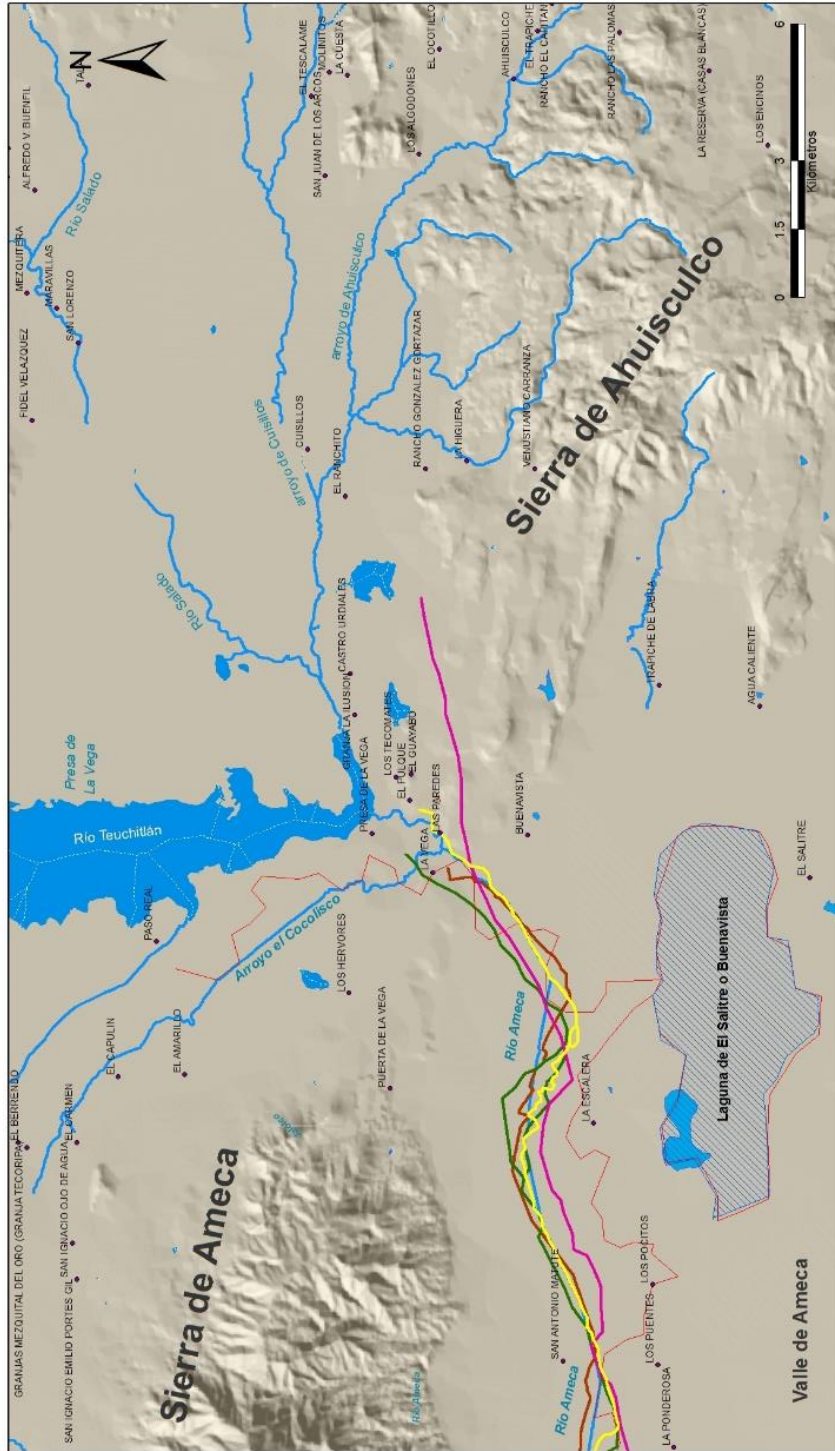 N
TALA
ALFREDO V. BUENFIL
Río Salado
MEZQUITERA
MARAVILLAS
SAN LORENZO
FIDEL VELAZQUEZ
EL TESCALAME
MOLINITOS
LA CUESTA
SAN JUAN DE LOS ARCOS
EL OCOTILLO
LOS ALGODONES
AHUISCULCO
EL TRAPICHE
RANCHO EL CAPITAN
RANCHO LAS PALOMAS
LA RESERVA (CASAS BLANCAS)
LOS ENCINOS
0 1.5 3 6
Kilómetros
arroyo de Ahuisculco
arroyo de Cuisillos
CUISILLOS
EL RANCHITO
RANCHO GONZALEZ GORTAZAR
LA HIGUERA
VENUSTIANO CARRANZA
Sierra de Ahuisculco
Río Salado
CASTRO URDIALES
GRANJA LA ILUSION
TRAPICHE DE LABRA
AGUA CALIENTE
Presa de
La Vega
Río Teuchitlán
PRESA DE LA VEGA
LOS TECOMATES
EL GUAYABO
EL FULQUE
LAS PAREDES
LA VEGA
BUENAVISTA
EL SALITRE
PASO REAL
Arroyo el Cocolisco
LOS HERVORES
EL AMARILLO
EL CAPULIN
PUERTA DE LA VEGA
Río Ameca
LA ESCALERA
Laguna de El Salitre o Buenavista
EL BERRENDO
GRANJAS MEZQUITAL DEL ORO (GRANJA TECORIPA)
EL CARMEN
SAN IGNACIO OJO DE AGUA
SAN IGNACIO EMILIO PORTES GIL
Sierra de Ameca
Río Ameca
SAN ANTONIO MATUTE
Río Ameca
LOS POCITOS
LOS PUENTES
LA PONDEROSA
Valle de Ameca